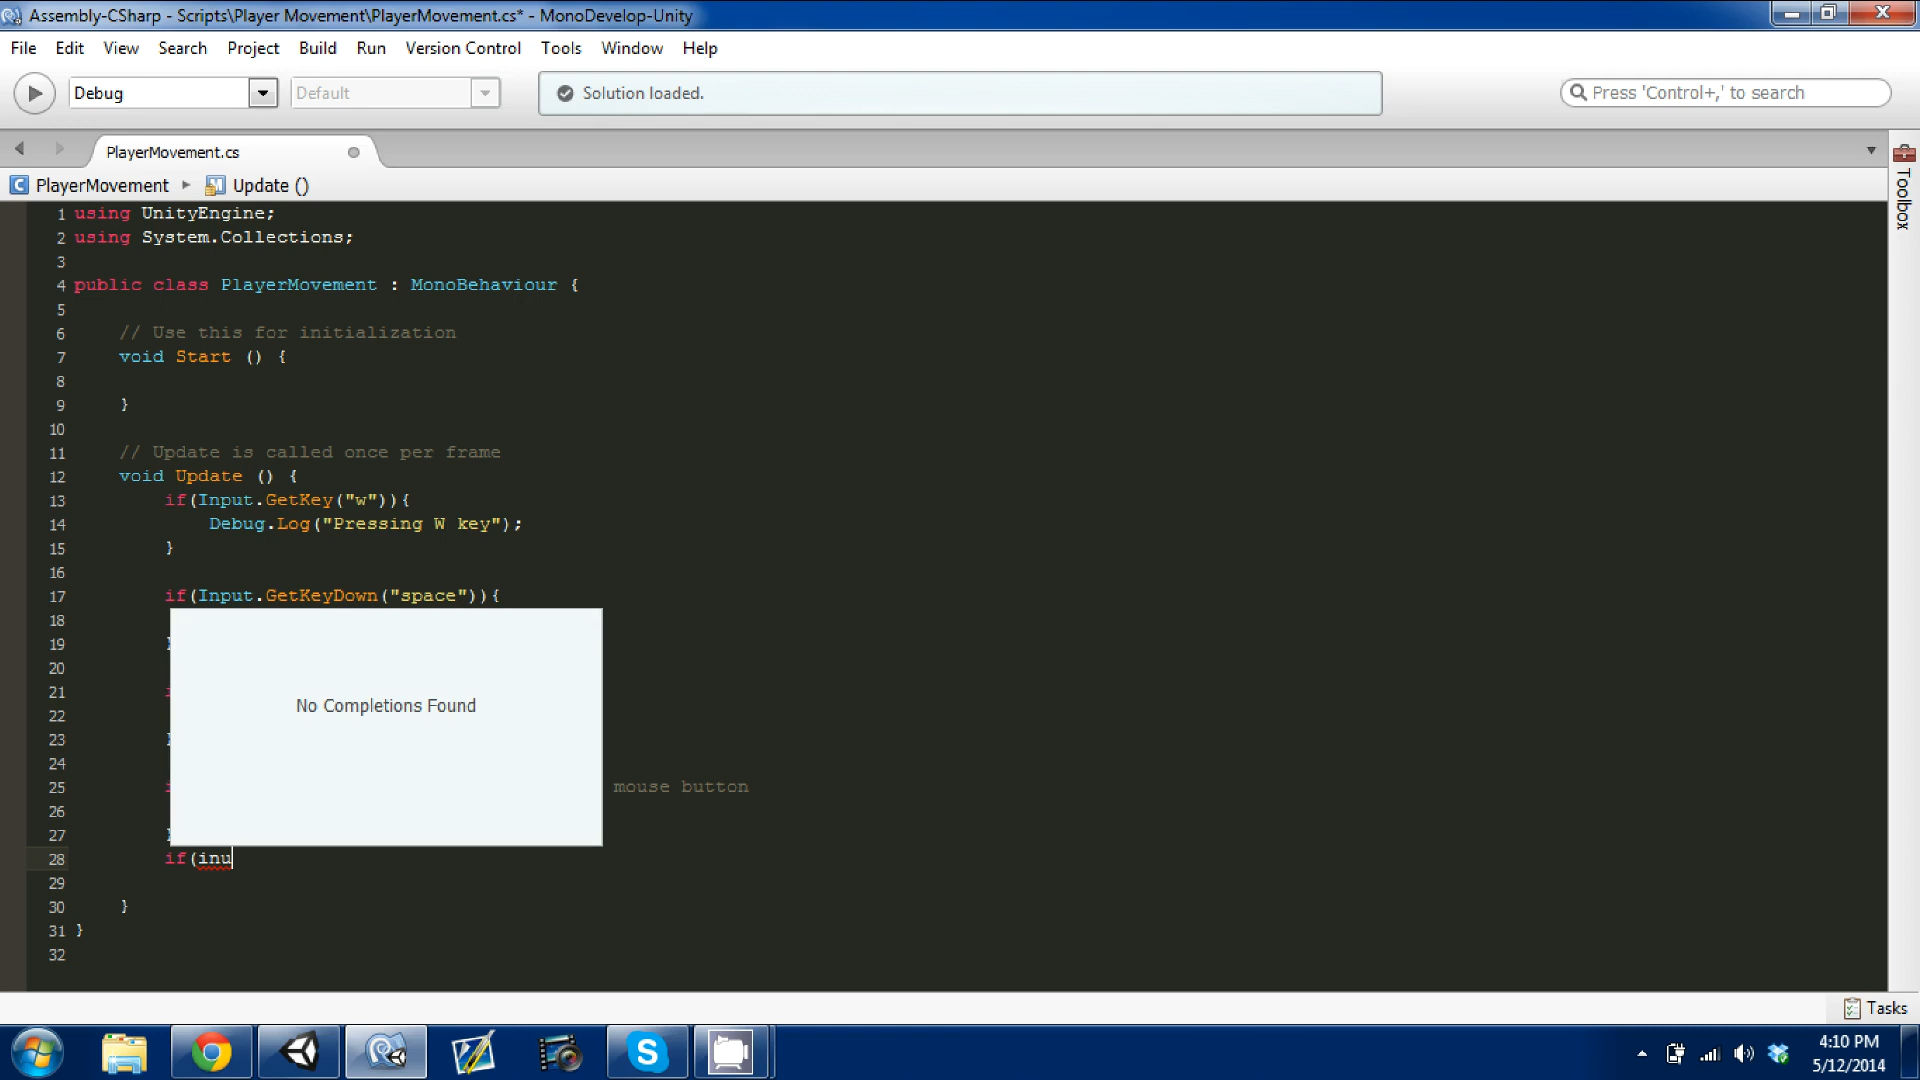 Assembly-CSharp - Scripts\Player Movement\PlayerMovement.cs* - MonoDevelop-Unity
File Edit View Search Project Build Run Version Control Tools Window Help
Debug Default Solution loaded. Press 'Control+,' to search
PlayerMovement.cs
PlayerMovement Update ()
Toolbox
1 using UnityEngine;
2 using System.Collections;
3
4 public class PlayerMovement : MonoBehaviour {
5
6 // Use this for initialization
7 void Start () {
8
9 }
10
11 // Update is called once per frame
12 void Update () {
13 if(Input.GetKey("w")){
14 Debug.Log("Pressing W key");
15 }
16
17 if(Input.GetKeyDown("space")){
18
19
20
21
22
23
24
25 mouse button
26
27
28 if(inu
29
30 }
31 }
32
No Completions Found
Tasks
4:10 PM
5/12/2014